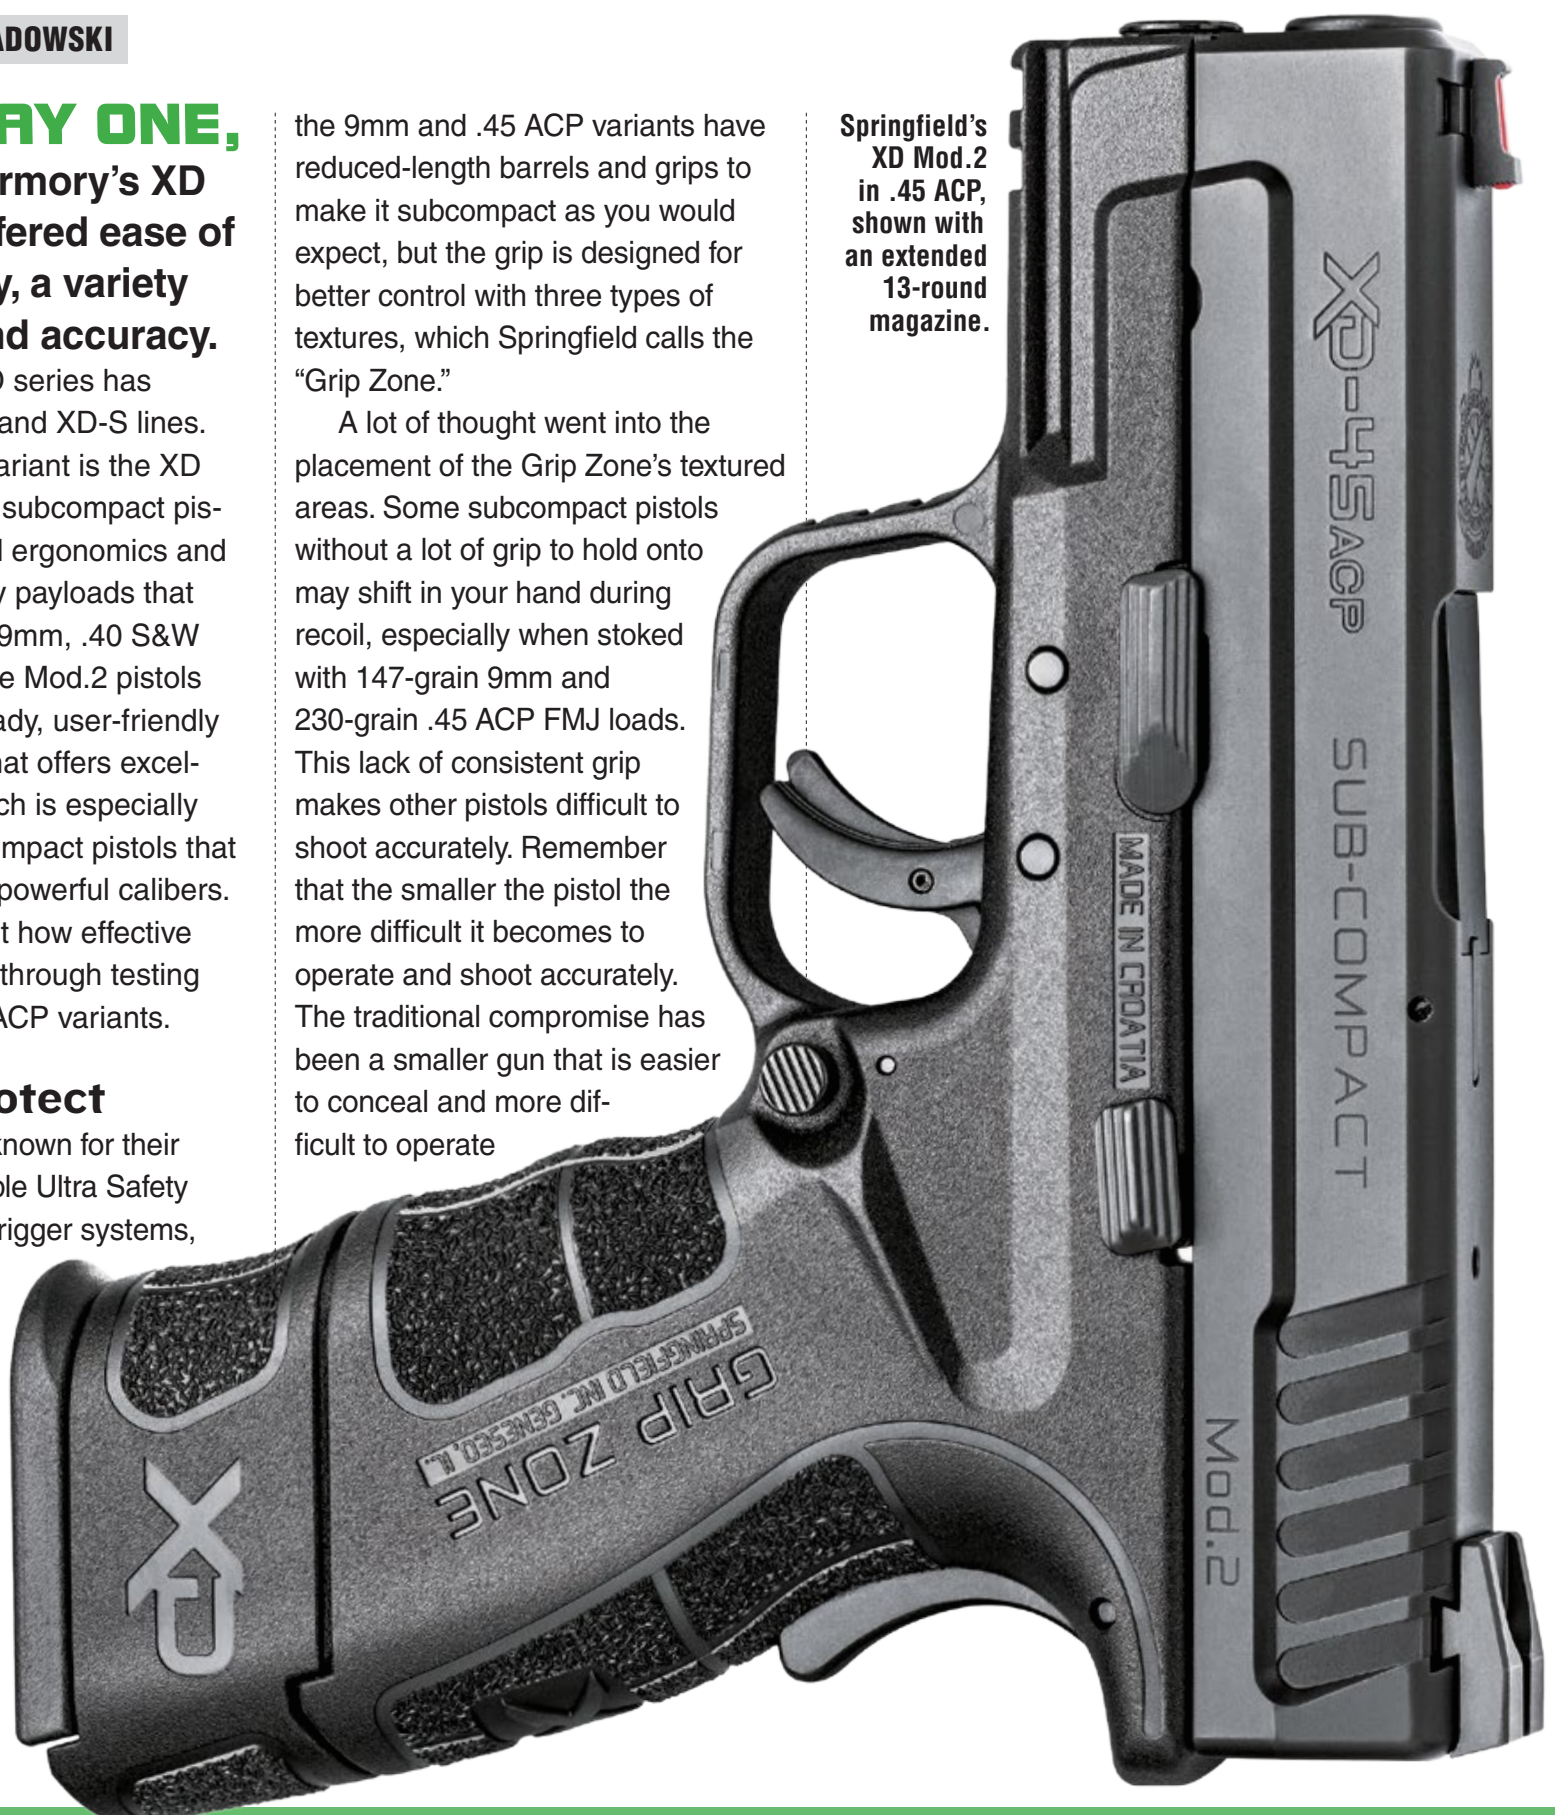 ADOWSKI
AY ONE,
rmory’s XD
fered ease of
y, a variety
nd accuracy.
D series has
and XD-S lines.
ariant is the XD
subcompact pis-
d ergonomics and
y payloads that
9mm, .40 S&W
e Mod.2 pistols
ady, user-friendly
hat offers excel-
ch is especially
mpact pistols that
powerful calibers.
t how effective
through testing
ACP variants.
otect
known for their
ble Ultra Safety
rigger systems,
the 9mm and .45 ACP variants have
reduced-length barrels and grips to
make it subcompact as you would
expect, but the grip is designed for
better control with three types of
textures, which Springfield calls the
“Grip Zone.”
A lot of thought went into the
placement of the Grip Zone’s textured
areas. Some subcompact pistols
without a lot of grip to hold onto
may shift in your hand during
recoil, especially when stoked
with 147-grain 9mm and
230-grain .45 ACP FMJ loads.
This lack of consistent grip
makes other pistols difficult to
shoot accurately. Remember
that the smaller the pistol the
more difficult it becomes to
operate and shoot accurately.
The traditional compromise has
been a smaller gun that is easier
to conceal and more dif-
ficult to operate
Springfield’s
XD Mod.2
in .45 ACP,
shown with
an extended
13-round
magazine.
XD-45ACP
SUB-COMPACT
Mod.2
MADE IN CROATIA
SPRINGFIELD INC. GENESEO, IL.
GRIP ZONE
XD